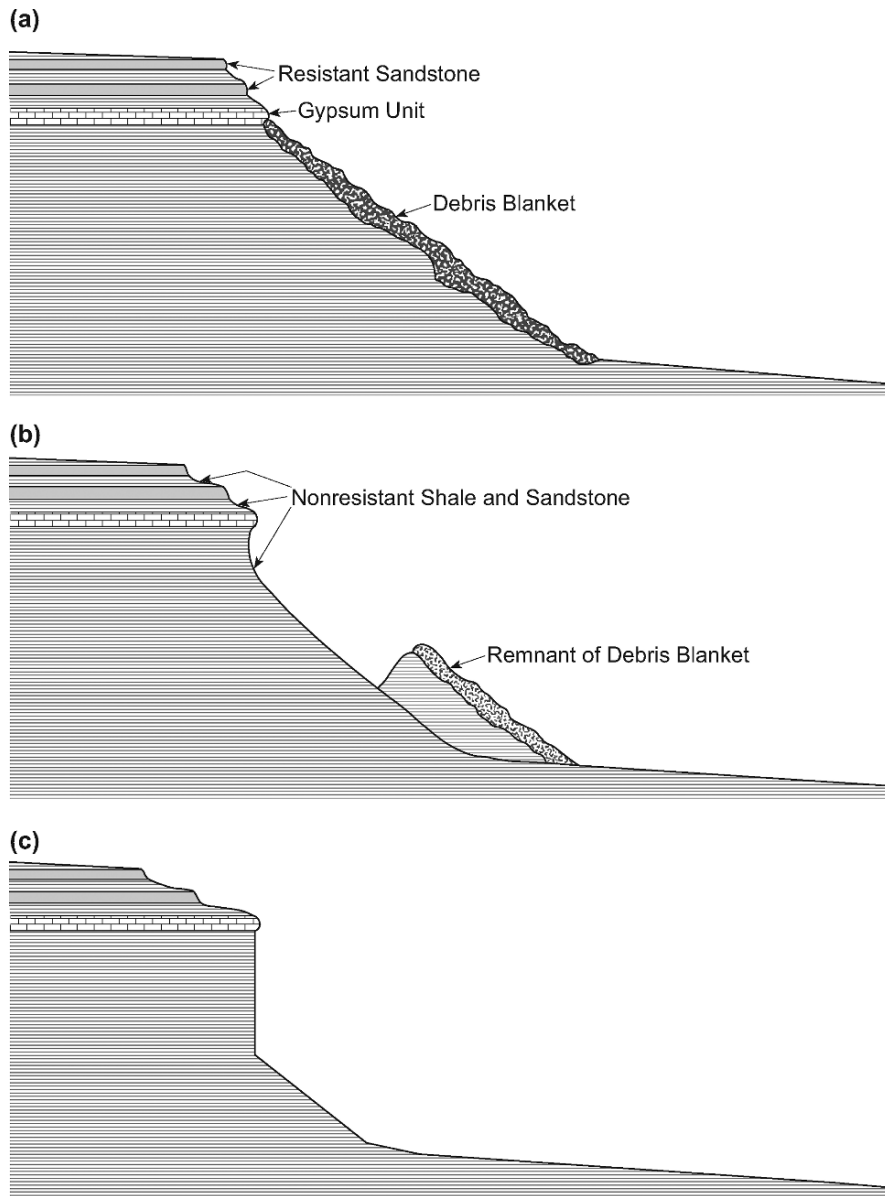 (a)
Resistant Sandstone
Gypsum Unit
Debris Blanket
(b)
Nonresistant Shale and Sandstone
Remnant of Debris Blanket
(c)